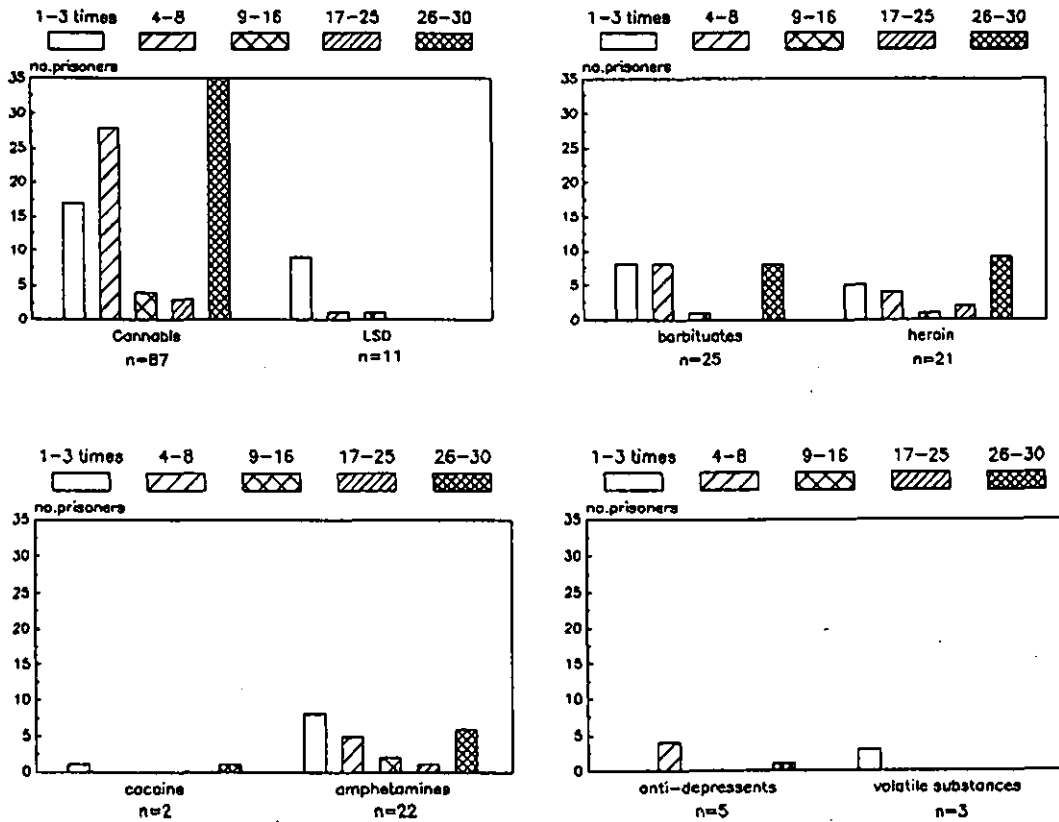 1-3 times 4-8 9-16 17-25 26-30
no.prisoners
35
30
25
20
15
10
5
0
Cannabis LSD
n=87 n=11
1-3 times 4-8 9-16 17-25 26-30
no.prisoners
35
30
25
20
15
10
5
0
barbituates heroin
n=25 n=21
1-3 times 4-8 9-16 17-25 26-30
no.prisoners
35
30
25
20
15
10
5
0
cocaine amphetamines
n=2 n=22
1-3 times 4-8 9-16 17-25 26-30
no.prisoners
35
30
25
20
15
10
5
0
anti-depressents volatile substances
n=5 n=3